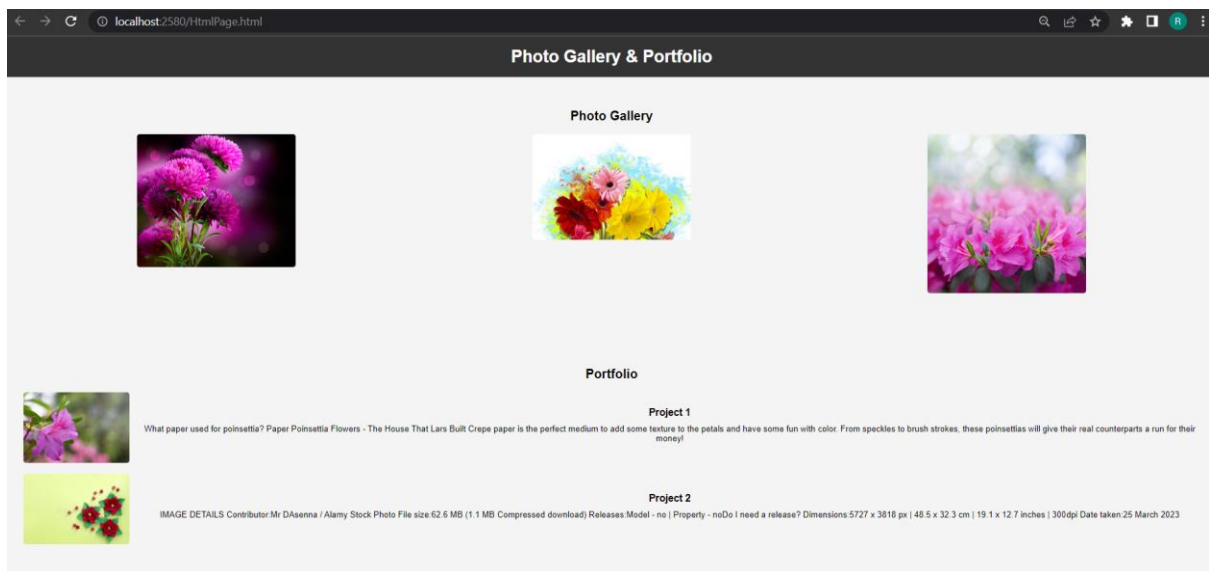 localhost:2580/HtmlPage.html
R
Photo Gallery & Portfolio
Photo Gallery
Portfolio
Project 1
What paper used for poinsettia? Paper Poinsettia Flowers - The House That Lars Built Crepe paper is the perfect medium to add some texture to the petals and have some fun with color. From speckles to brush strokes, these poinsettias will give their real counterparts a run for their
money!
Project 2
IMAGE DETAILS Contributor:Mr DAsenna / Alamy Stock Photo File size:62.6 MB (1.1 MB Compressed download) Releases:Model - no | Property - noDo I need a release? Dimensions:5727 x 3818 px | 48.5 x 32.3 cm | 19.1 x 12.7 inches | 300dpi Date taken:25 March 2023